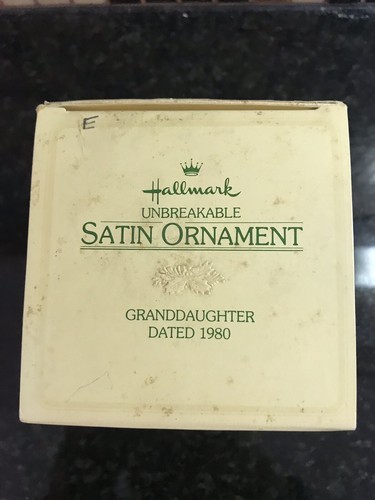 E
Hallmark
UNBREAKABLE
SATIN ORNAMENT
GRANDDAUGHTER
DATED 1980